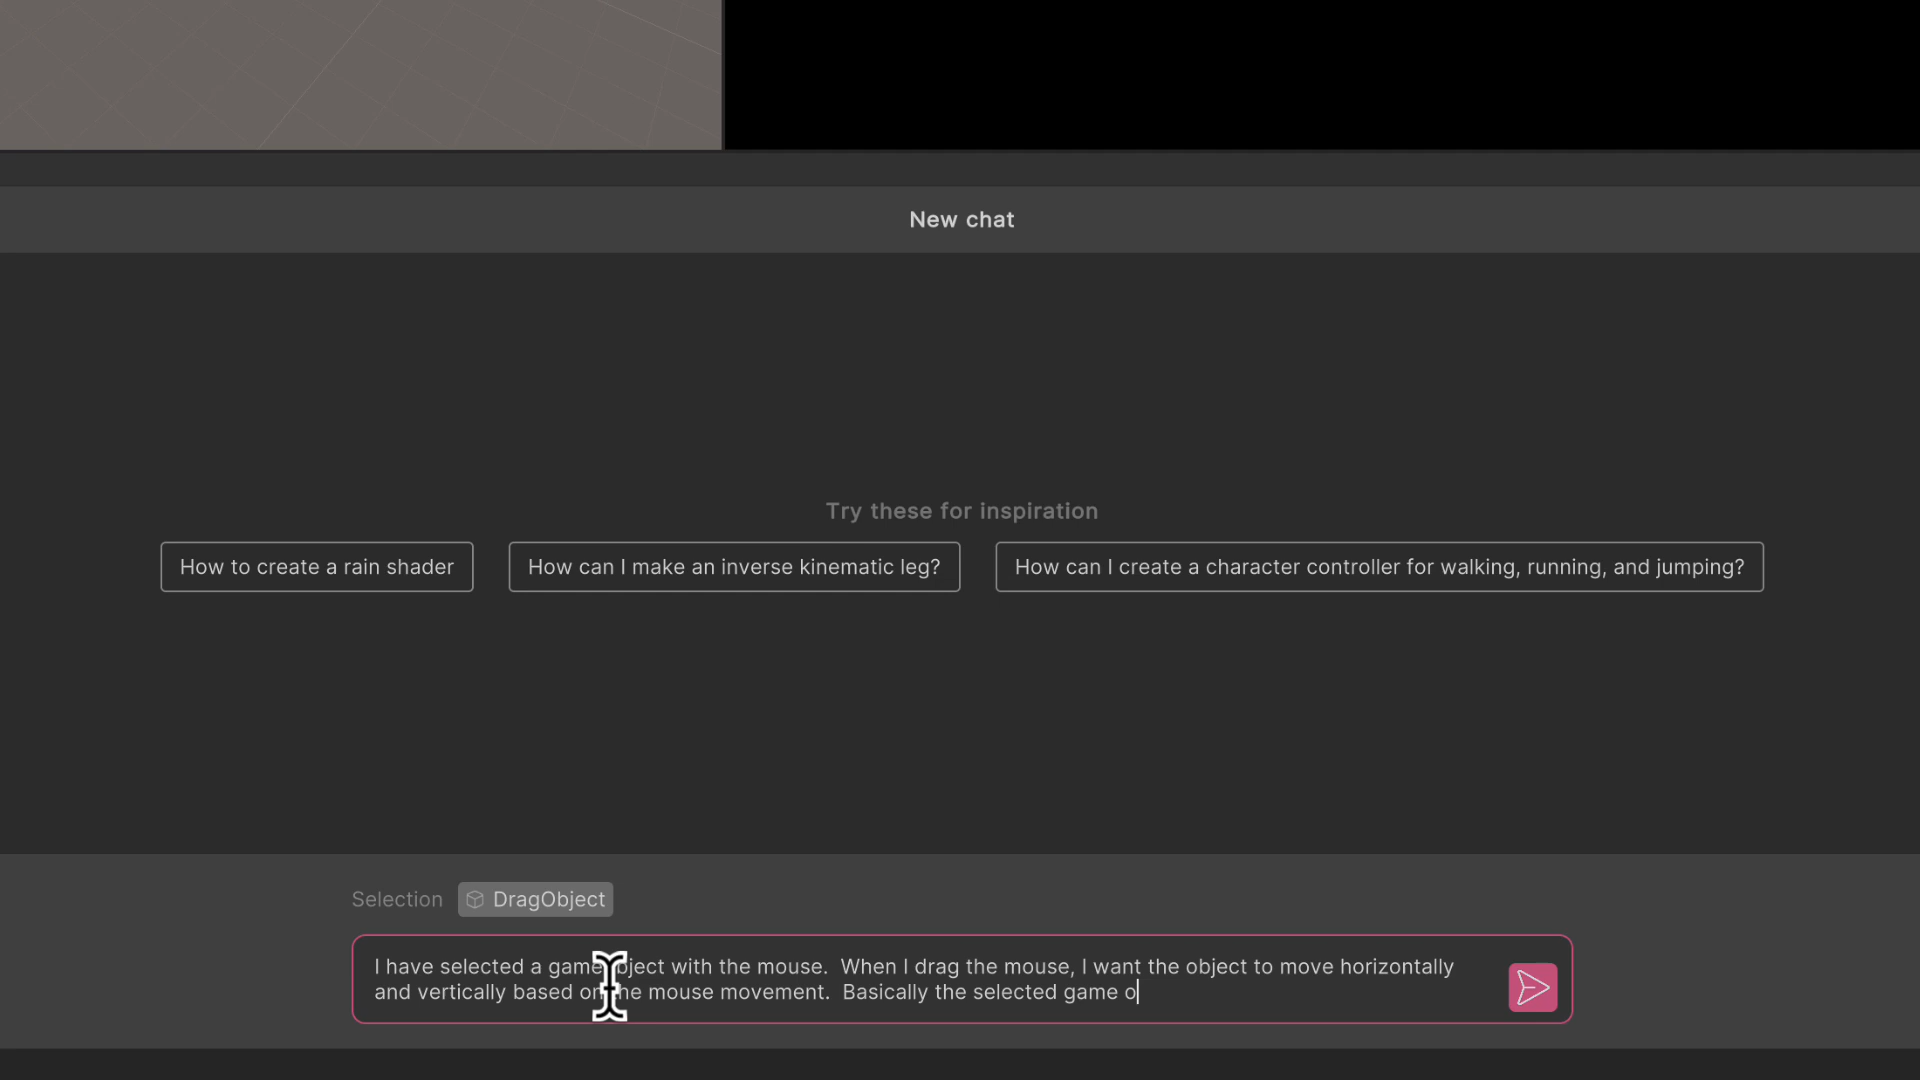 New chat
Try these for inspiration
How to create a rain shader
How can I make an inverse kinematic leg?
How can I create a character controller for walking, running, and jumping?
Selection DragObject
I have selected a game object with the mouse.  When I drag the mouse, I want the object to move horizontally
and vertically based on the mouse movement.  Basically the selected game o